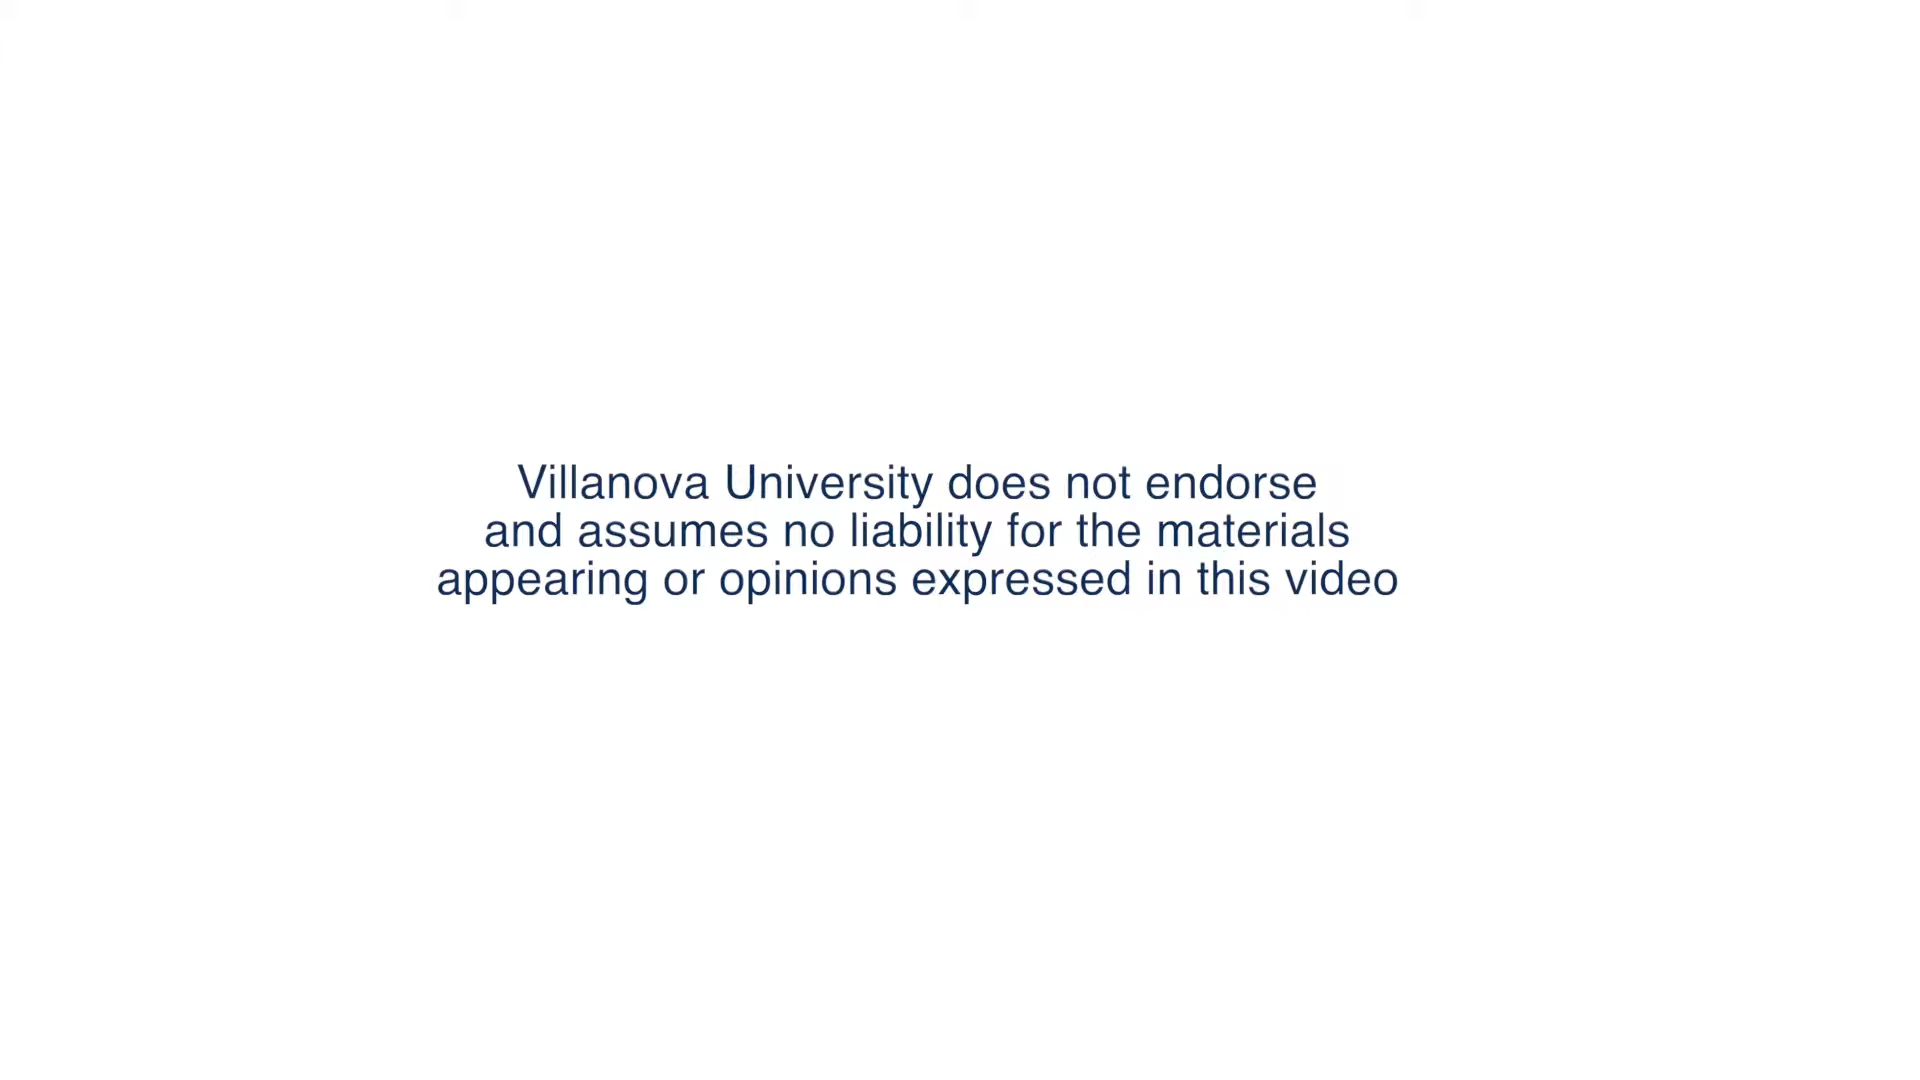 Villanova University does not endorse
and assumes no liability for the materials
appearing or opinions expressed in this video